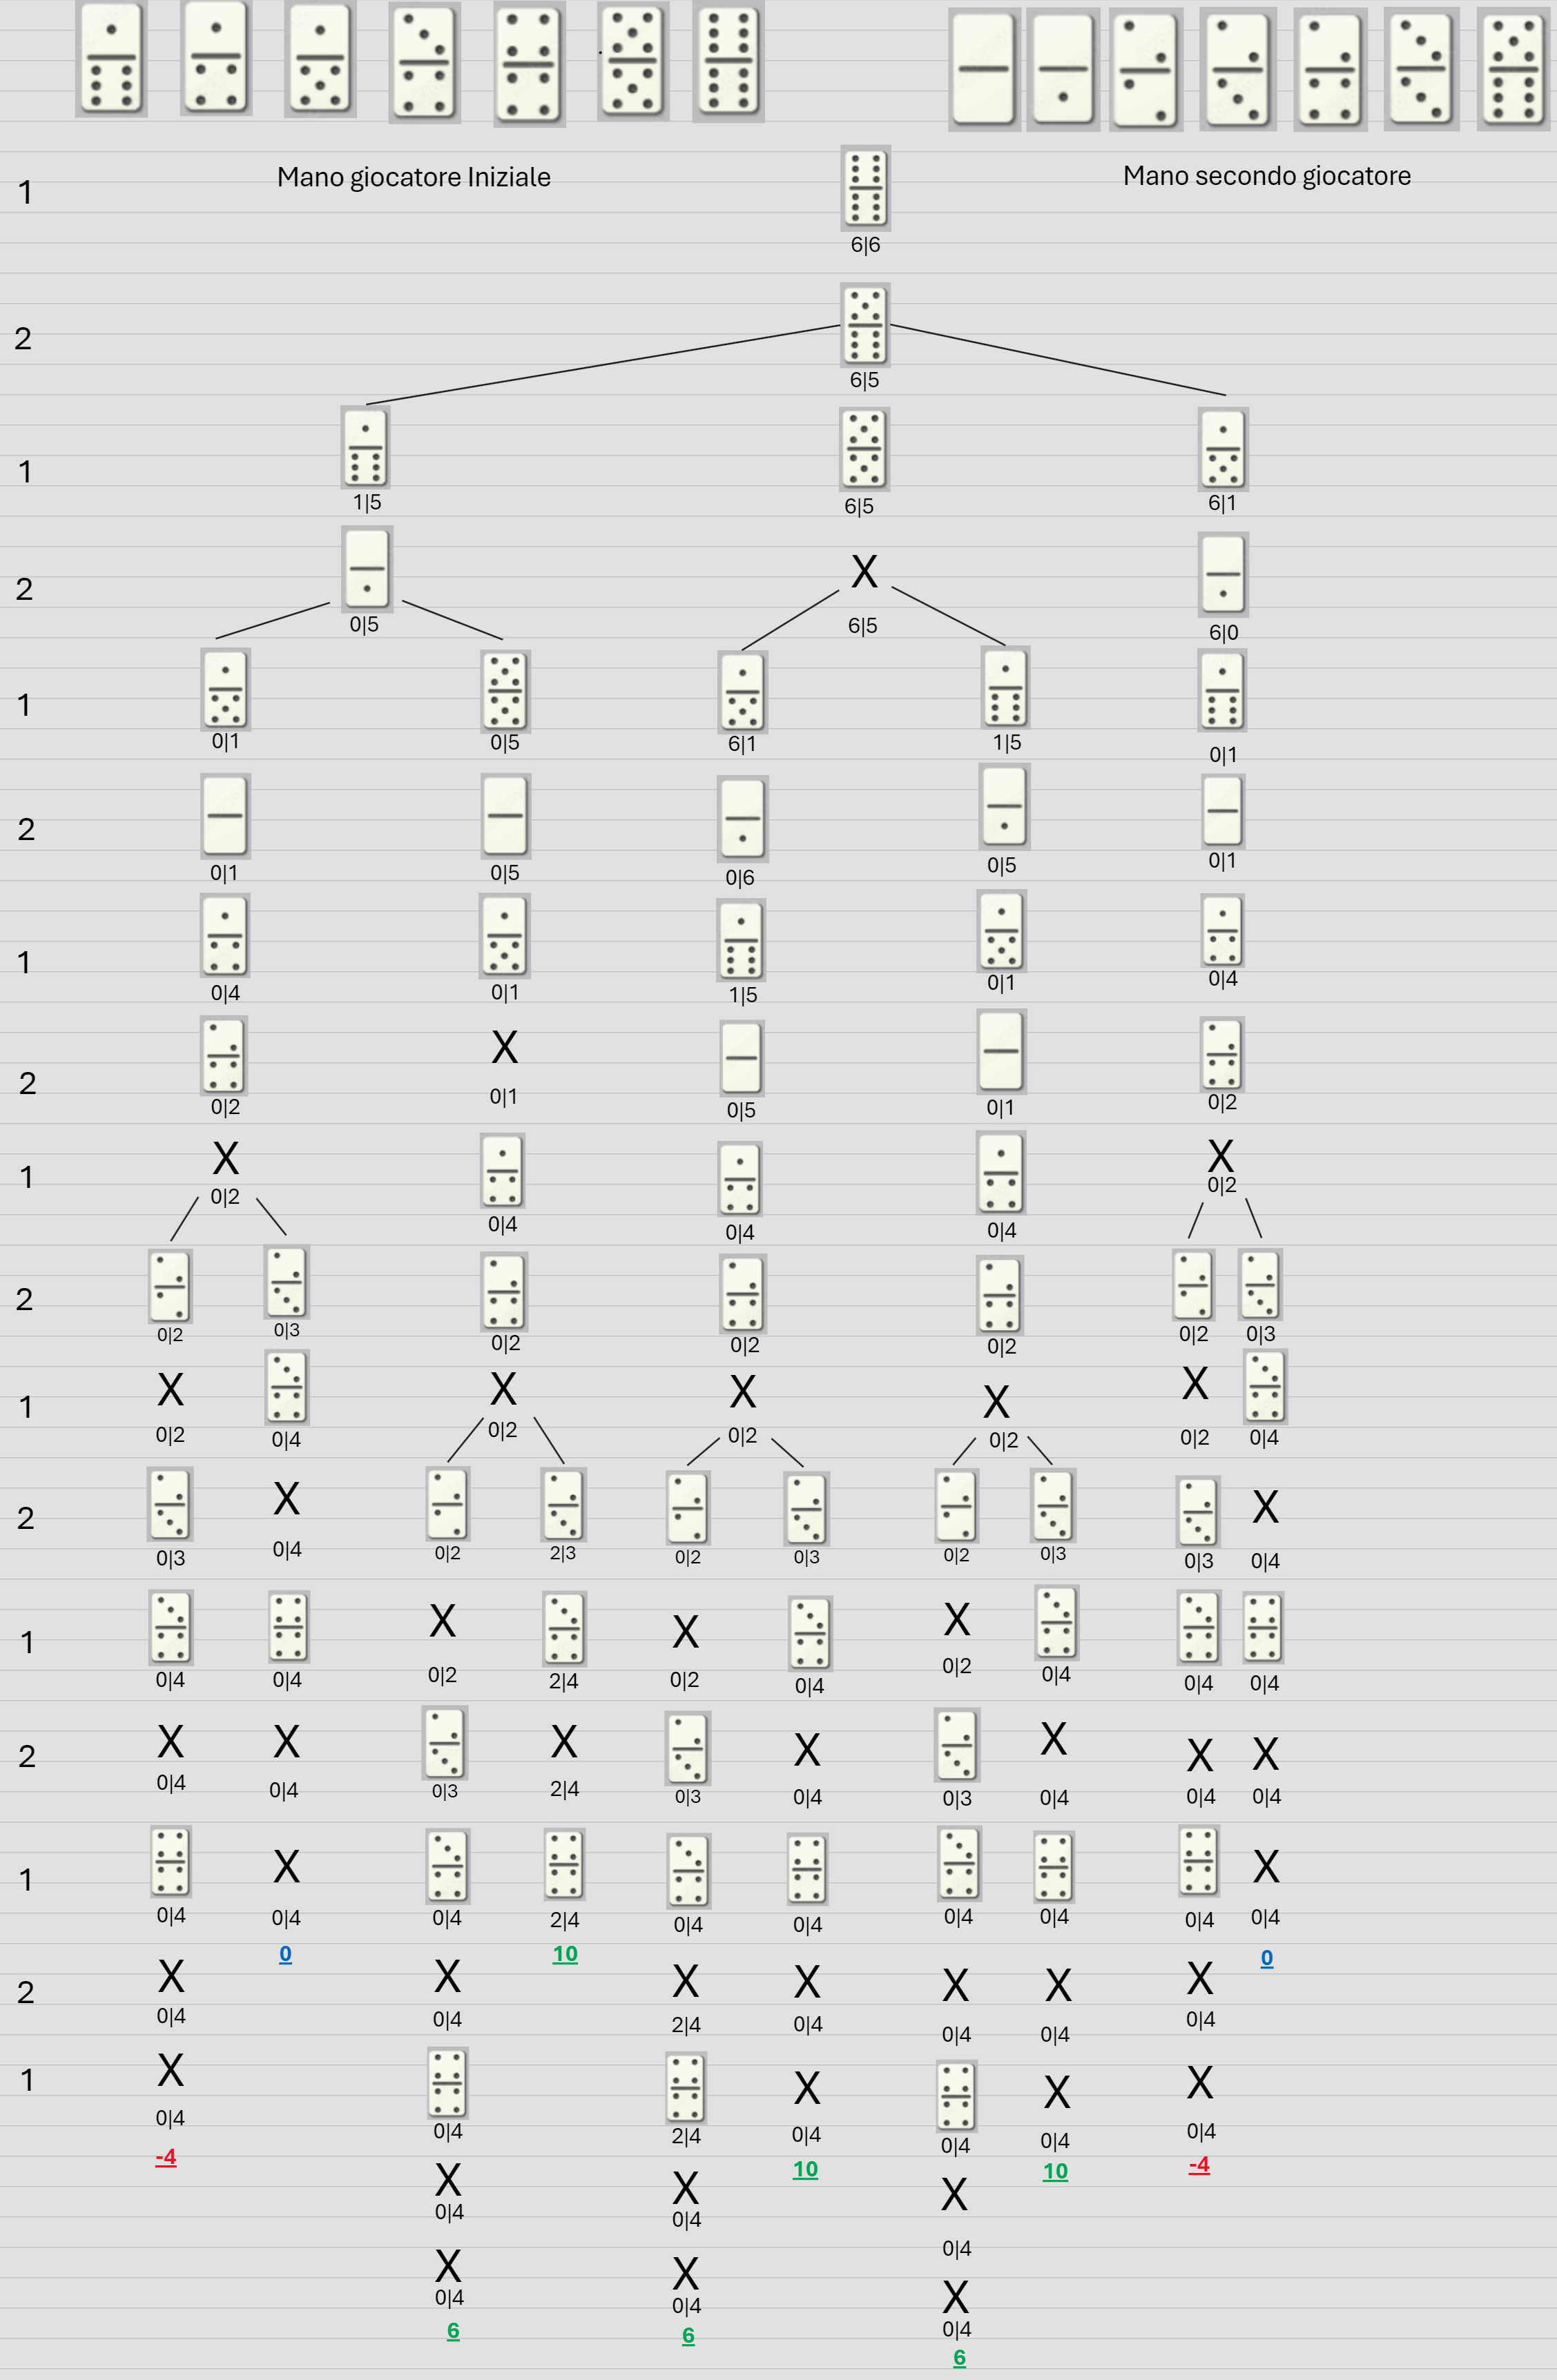 Mano giocatore Iniziale Mano secondo giocatore
1
6|6
2
6|5
1
1|5 6|5 6|1
2 X
0|5 6|5 6|0
1
0|1 0|5 6|1 1|5 0|1
2
0|1 0|5 0|6 0|5 0|1
1
0|4 0|1 1|5 0|1 0|4
2 X
0|2 0|1 0|5 0|1 0|2
1 X X
0|2 0|4 0|4 0|4 0|2
2
0|2 0|3 0|2 0|2 0|2 0|2 0|3
1 X X X X X
0|2 0|4 0|2 0|2 0|2 0|2 0|4
2 X X
0|3 0|4 0|2 2|3 0|2 0|3 0|2 0|3 0|3 0|4
1 X X X
0|4 0|4 0|2 2|4 0|2 0|4 0|2 0|4 0|4 0|4
2 X X X X X X X
0|4 0|4 0|3 2|4 0|3 0|4 0|3 0|4 0|4 0|4
1 X X
0|4 0|4 0|4 2|4 0|4 0|4 0|4 0|4 0|4 0|4
0 10 0
2 X X X X X X X
0|4 0|4 2|4 0|4 0|4 0|4 0|4
1 X X X X
0|4 0|4 2|4 0|4 0|4 0|4 0|4
-4 10 10 -4
X X X
0|4 0|4 0|4
X X X
0|4 0|4 0|4
6 6 6